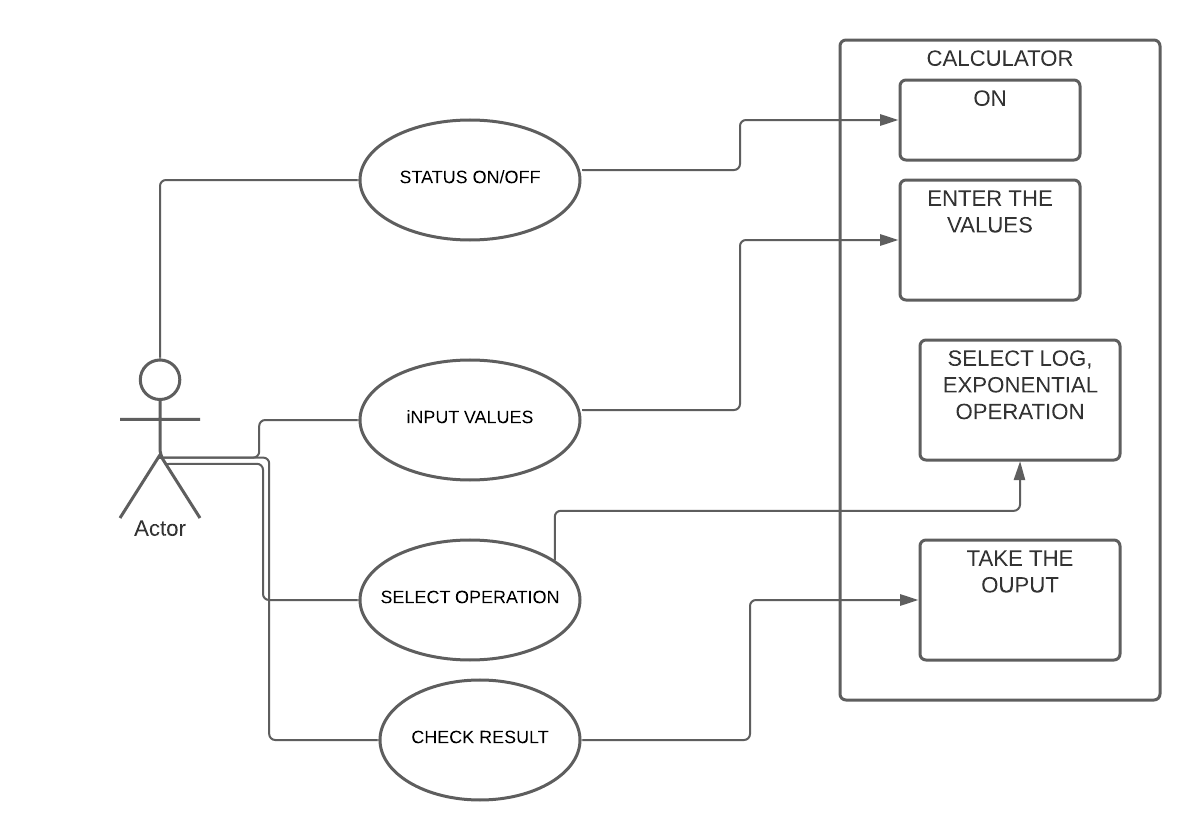 CALCULATOR
ON
STATUS ON/OFF
ENTER THE
VALUES
SELECT LOG,
EXPONENTIAL
OPERATION
iNPUT VALUES
Actor
SELECT OPERATION
TAKE THE
OUPUT
CHECK RESULT